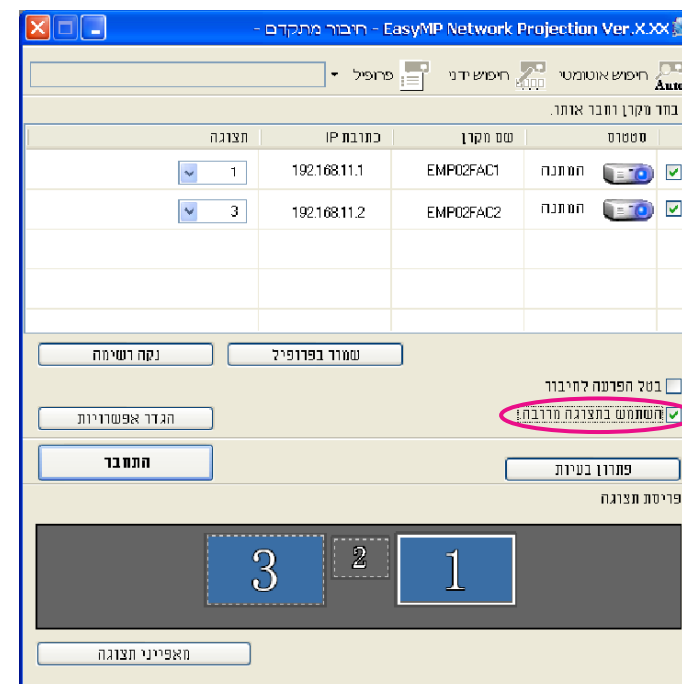 EasyMP Network Projection Ver.X.XX - חיבור מתקדם -
חיפוש אוטומטי חיפוש ידני פרופיל
Auto
בחר מקרן וחבר אותו.
סטטוס שם מקרן כתובת IP תצוגה
המתנה EMP02FAC1 192.168.11.1 1
המתנה EMP02FAC2 192.168.11.2 3
שמור בפרופיל נקה רשימה
בטל הפרעה לחיבור
השתמש בתצוגה מרובה!
הגדר אפשרויות
התחבר
פתרון בעיות
פריסת תצוגה
3 2 1
מאפייני תצוגה